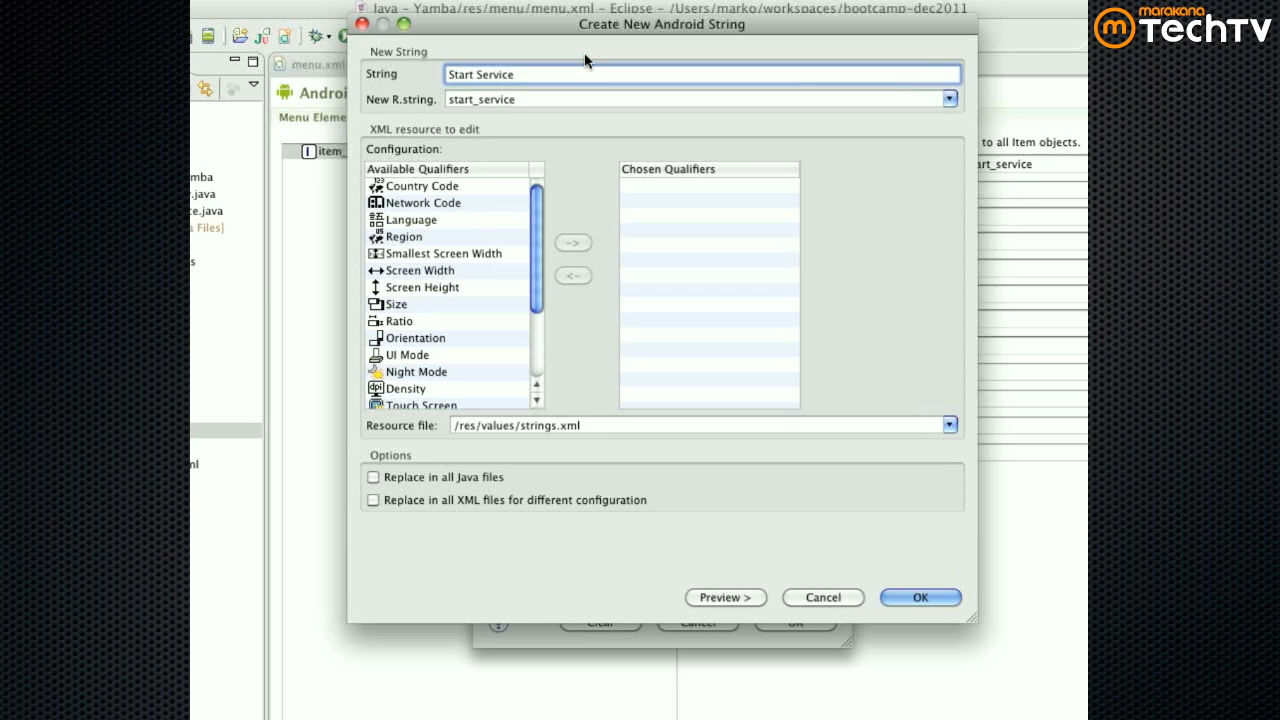 Java - Yamba/res/menu/menu.xml - Eclipse - /Users/marko/workspaces/bootcamp-dec2011
Create New Android String
marakana
TechTV
New String
String
Start Service
New R.string.
start_service
menu.xml
Androi
Menu Eleme
item_
XML resource to edit
Configuration:
Available Qualifiers
Chosen Qualifiers
Country Code
Network Code
Language
Region
Smallest Screen Width
Screen Width
Screen Height
Size
Ratio
Orientation
UI Mode
Night Mode
Density
Touch Screen
->
<-
to all Item objects.
art_service
mba
.java
ce.java
a Files]
s
ml
Resource file:
/res/values/strings.xml
Options
Replace in all Java files
Replace in all XML files for different configuration
Preview >
Cancel
OK
Clear
Cancel
OK